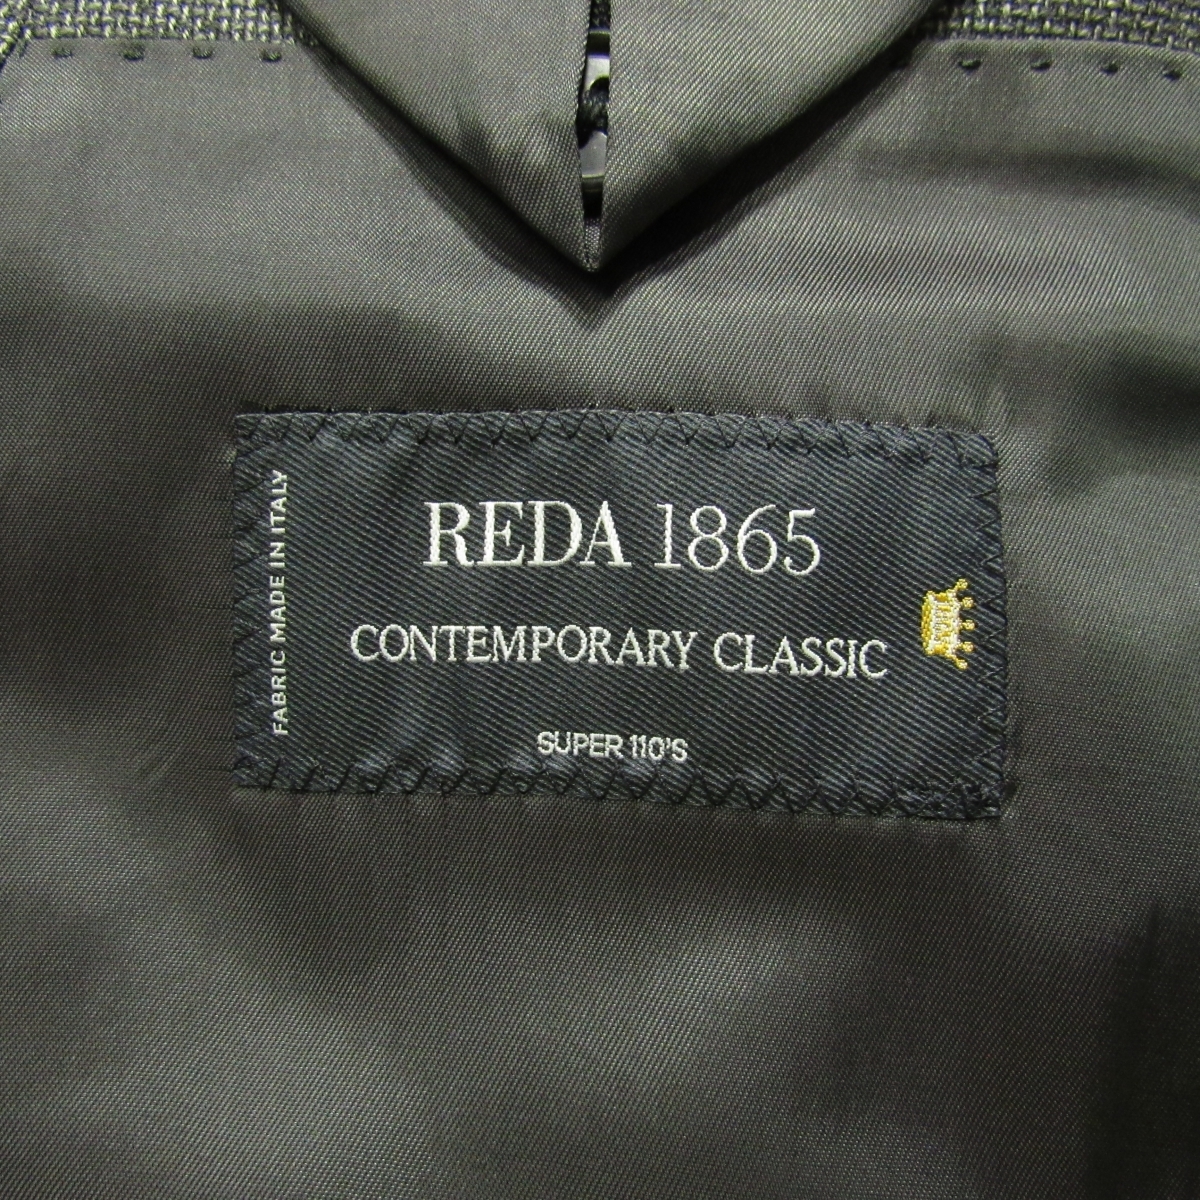 REDA 1865
CONTEMPORARY CLASSIC
SUPER 110'S
FABRIC MADE IN ITALY